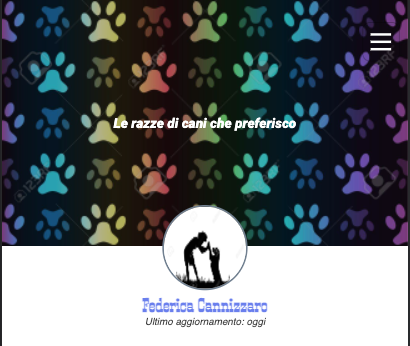 Le razze di cani che preferisco
Federica Cannizzaro
Ultimo aggiornamento: oggi